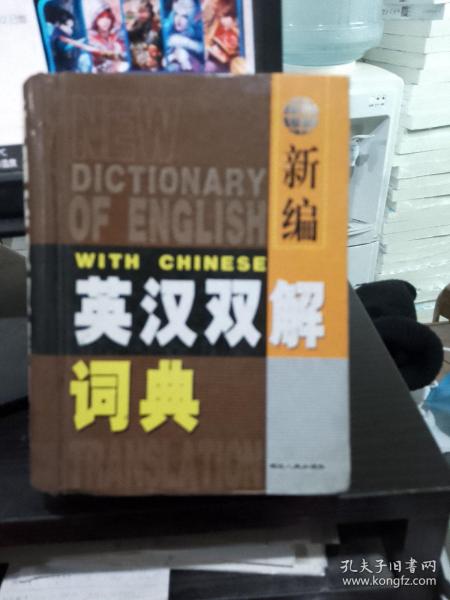 NEW
DICTIONARY
OF ENGLISH
WITH CHINESE
新编
英汉双解
词典
TRANSLATION
孔夫子旧书网
www.kongfz.com